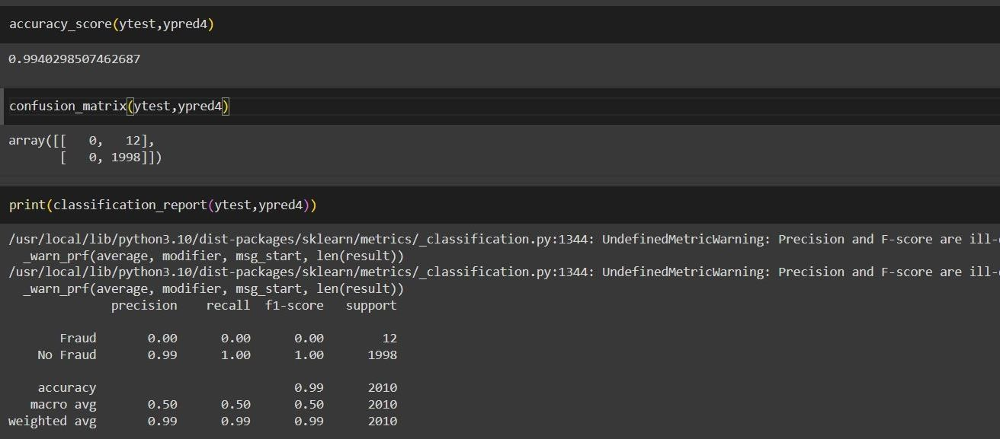 accuracy_score(ytest,ypred4)
0.9940298507462687
confusion_matrix(ytest,ypred4)
array([[   0,   12],
       [   0, 1998]])
print(classification_report(ytest,ypred4))
/usr/local/lib/python3.10/dist-packages/sklearn/metrics/_classification.py:1344: UndefinedMetricWarning: Precision and F-score are ill-
  _warn_prf(average, modifier, msg_start, len(result))
/usr/local/lib/python3.10/dist-packages/sklearn/metrics/_classification.py:1344: UndefinedMetricWarning: Precision and F-score are ill-
  _warn_prf(average, modifier, msg_start, len(result))
              precision    recall  f1-score   support
       Fraud       0.00      0.00      0.00        12
    No Fraud       0.99      1.00      1.00      1998
    accuracy                           0.99      2010
   macro avg       0.50      0.50      0.50      2010
weighted avg       0.99      0.99      0.99      2010